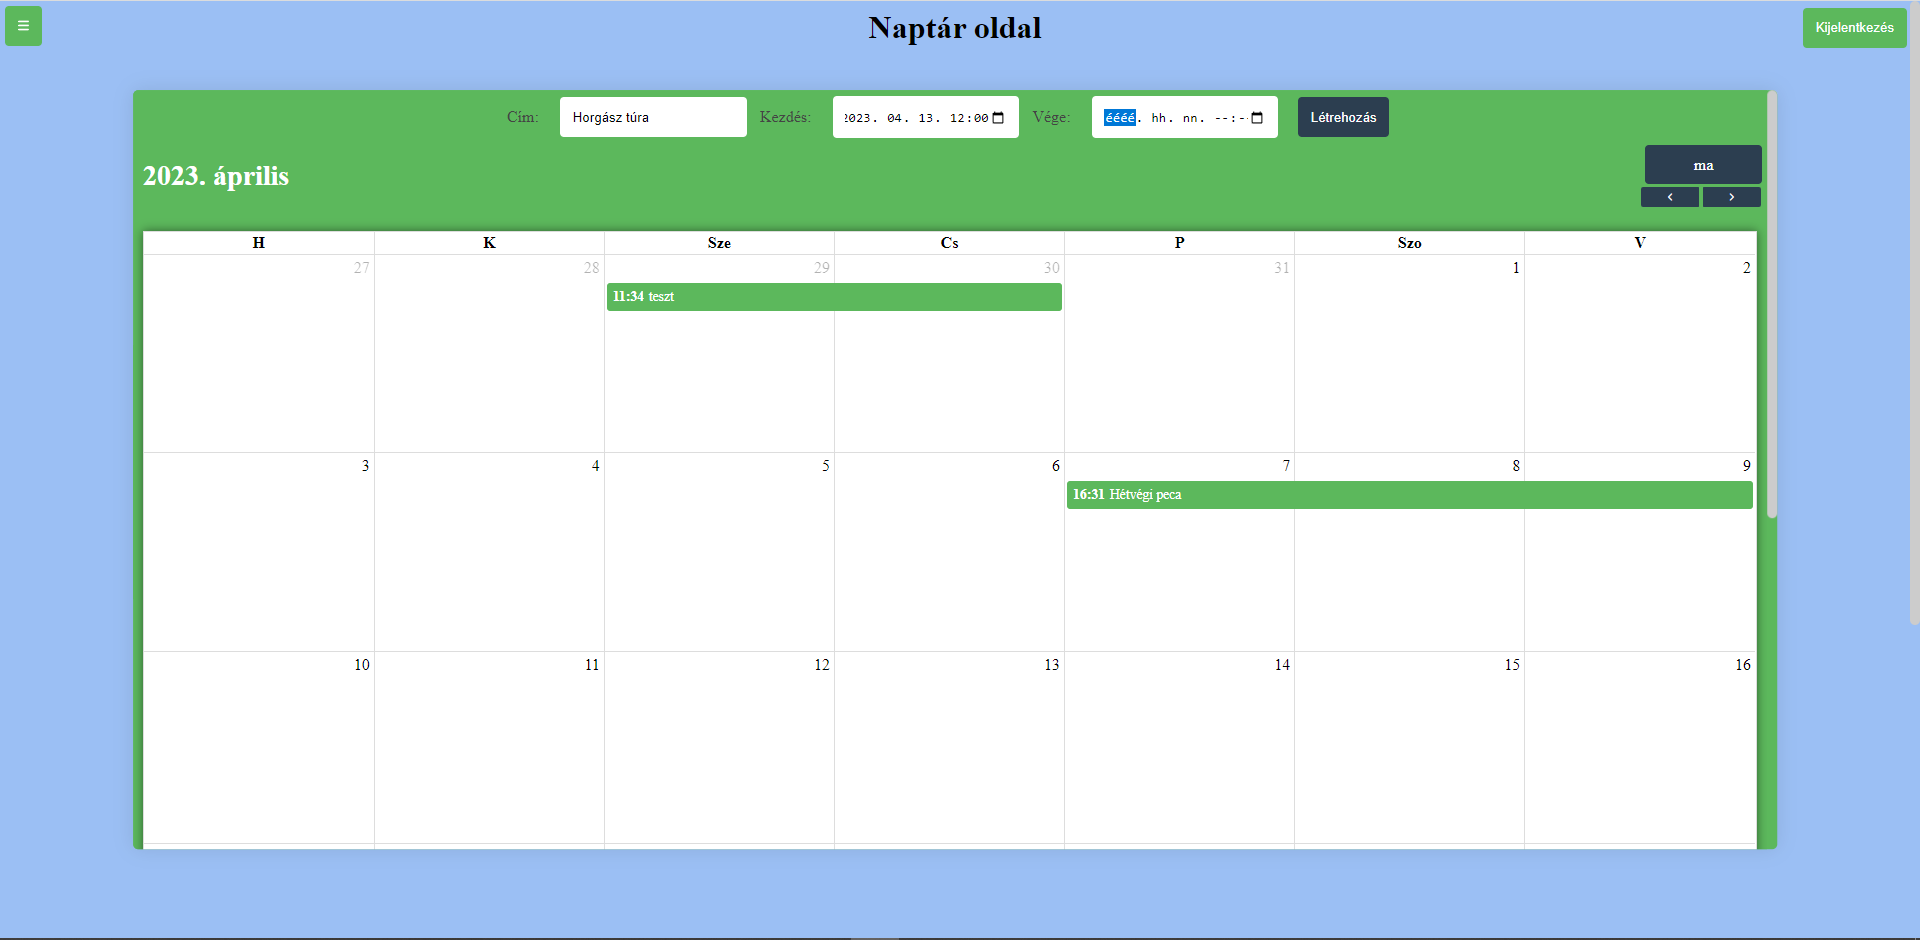 ☰ Naptár oldal Kijelentkezés
Cím: Horgász túra Kezdés: 2023. 04. 13. 12:00 Vége: éééé. hh. nn. --:-- Létrehozás
2023. április
ma
< >
H K Sze Cs P Szo V
27 28 29 30 31 1 2
11:34 teszt
3 4 5 6 7 8 9
16:31 Hétvégi peca
10 11 12 13 14 15 16